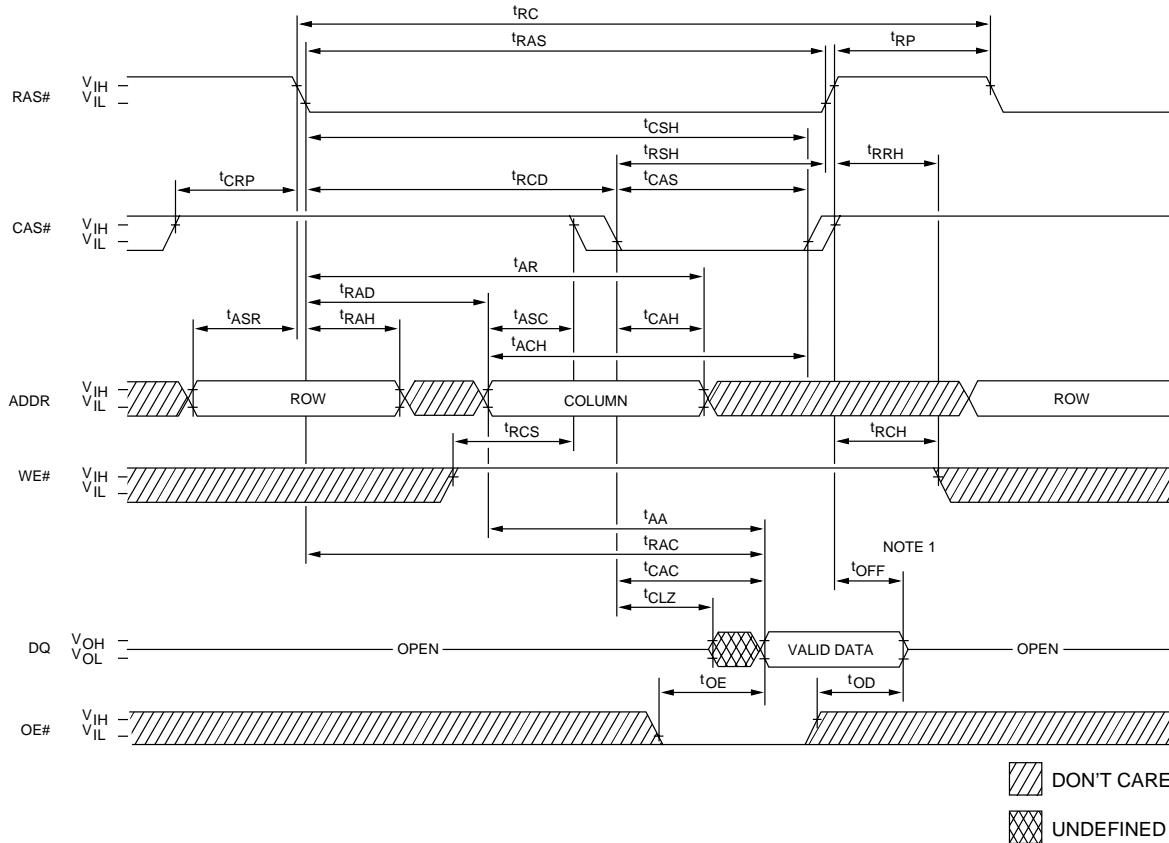 tRC
tRAS
tRP
RAS#
VIH
VIL
tCSH
tRSH
tRRH
tCRP
tRCD
tCAS
CAS#
VIH
VIL
tAR
tRAD
tASR
tRAH
tASC
tCAH
tACH
ADDR
VIH
VIL
ROW
COLUMN
ROW
tRCS
tRCH
WE#
VIH
VIL
tAA
tRAC
NOTE 1
tCAC
tOFF
tCLZ
DQ
VOH
VOL
OPEN
VALID DATA
OPEN
tOE
tOD
OE#
VIH
VIL
DON'T CARE
UNDEFINED